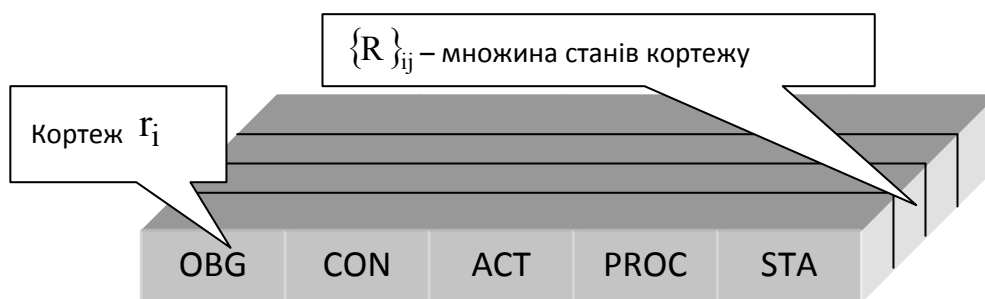 {R}ij – множина станів кортежу
Кортеж ri
OBG CON ACT PROC STA